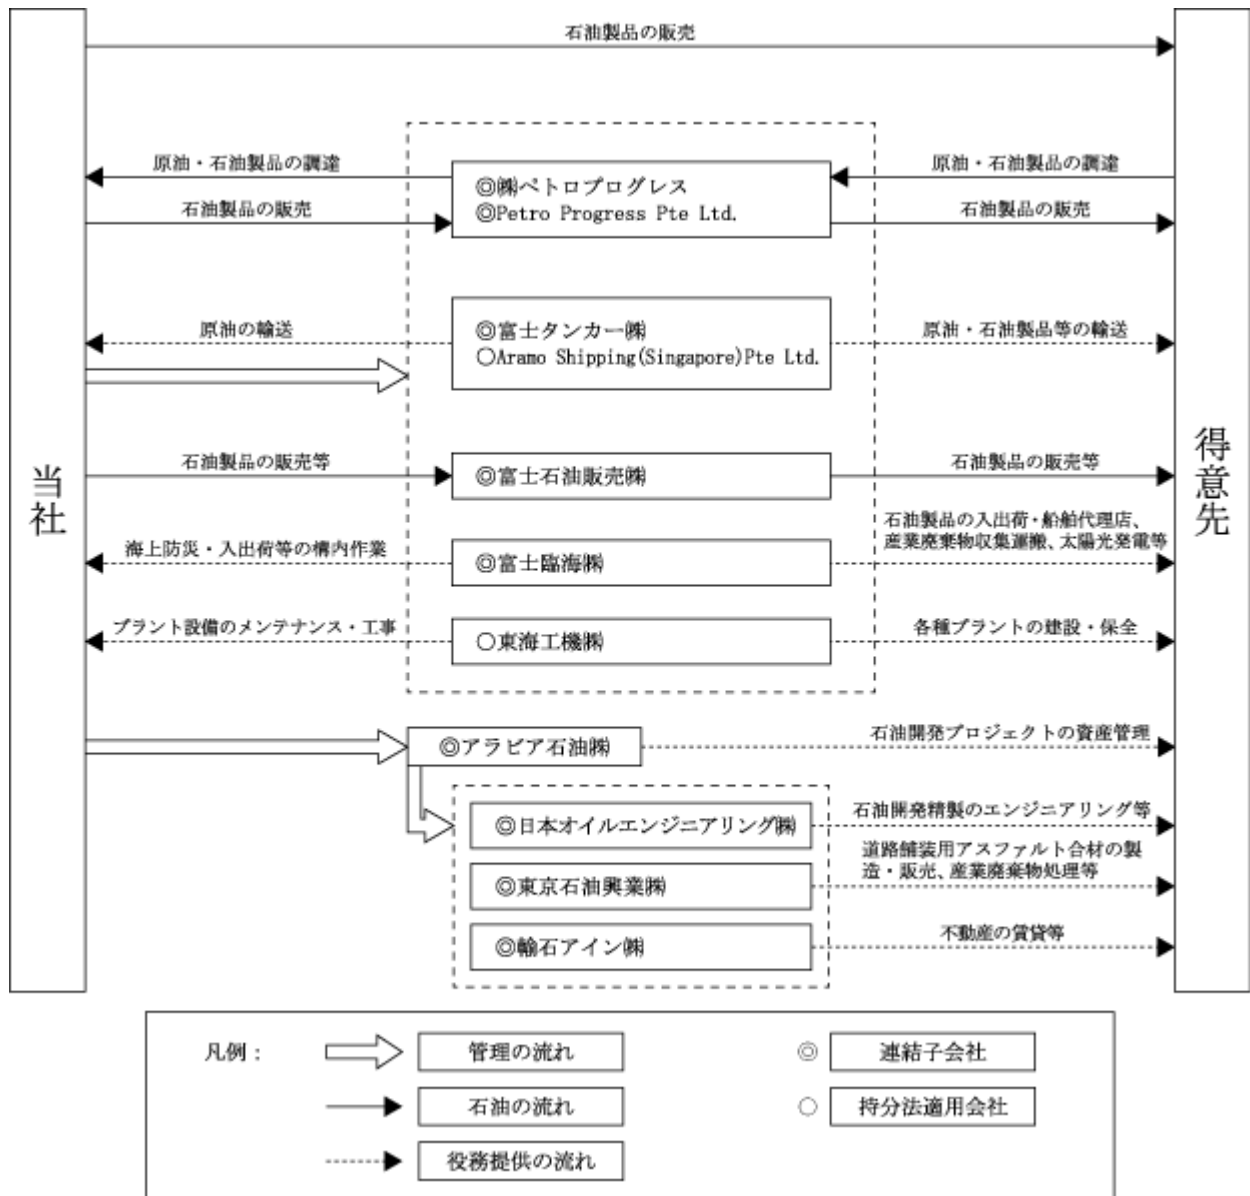 石油製品の販売
当社
得意先
原油・石油製品の調達
石油製品の販売
◎㈱ペトロプログレス
◎Petro Progress Pte Ltd.
原油・石油製品の調達
石油製品の販売
原油の輸送
◎富士タンカー㈱
○Aramo Shipping(Singapore)Pte Ltd.
原油・石油製品等の輸送
石油製品の販売等
◎富士石油販売㈱
石油製品の販売等
海上防災・入出荷等の構内作業
◎富士臨海㈱
石油製品の入出荷・船舶代理店、
産業廃棄物収集運搬、太陽光発電等
プラント設備のメンテナンス・工事
○東海工機㈱
各種プラントの建設・保全
◎アラビア石油㈱
石油開発プロジェクトの資産管理
◎日本オイルエンジニアリング㈱
石油開発精製のエンジニアリング等
◎東京石油興業㈱
道路舗装用アスファルト合材の製
造・販売、産業廃棄物処理等
◎輸石アイン㈱
不動産の賃貸等
凡例：
管理の流れ
◎
連結子会社
石油の流れ
○
持分法適用会社
役務提供の流れ